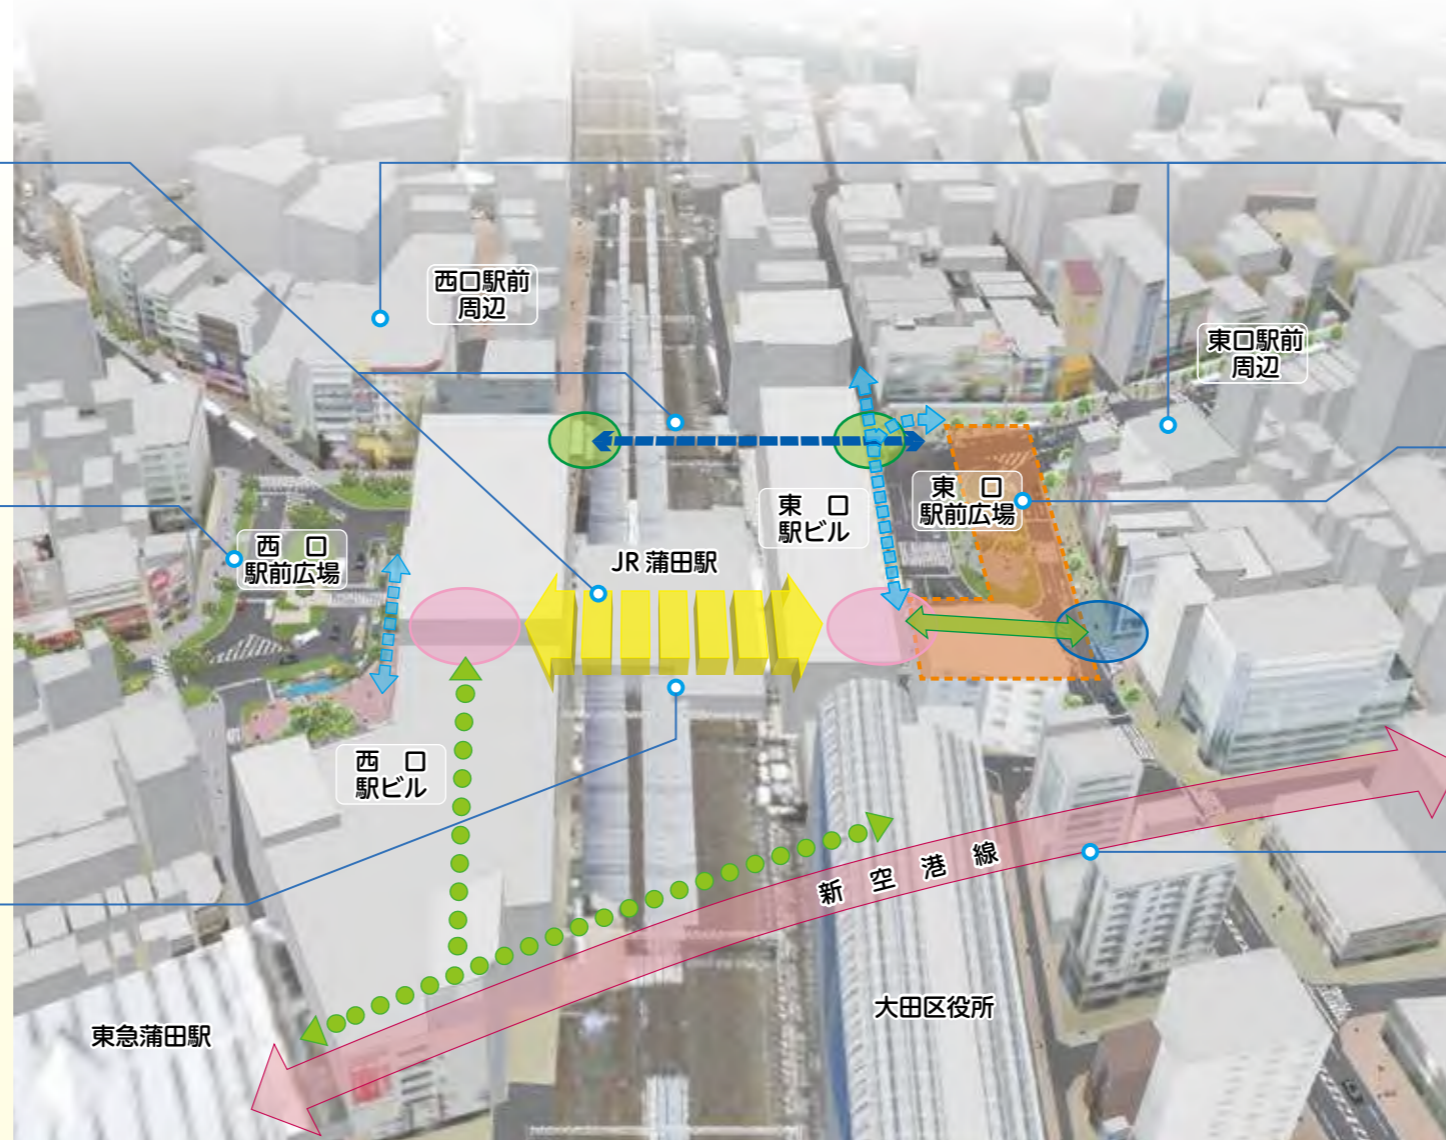 西口駅前
周辺
東口駅前
周辺
西　口
駅前広場
東　口
駅ビル
東　口
駅前広場
JR 蒲田駅
西　口
駅ビル
新空港線
大田区役所
東急蒲田駅